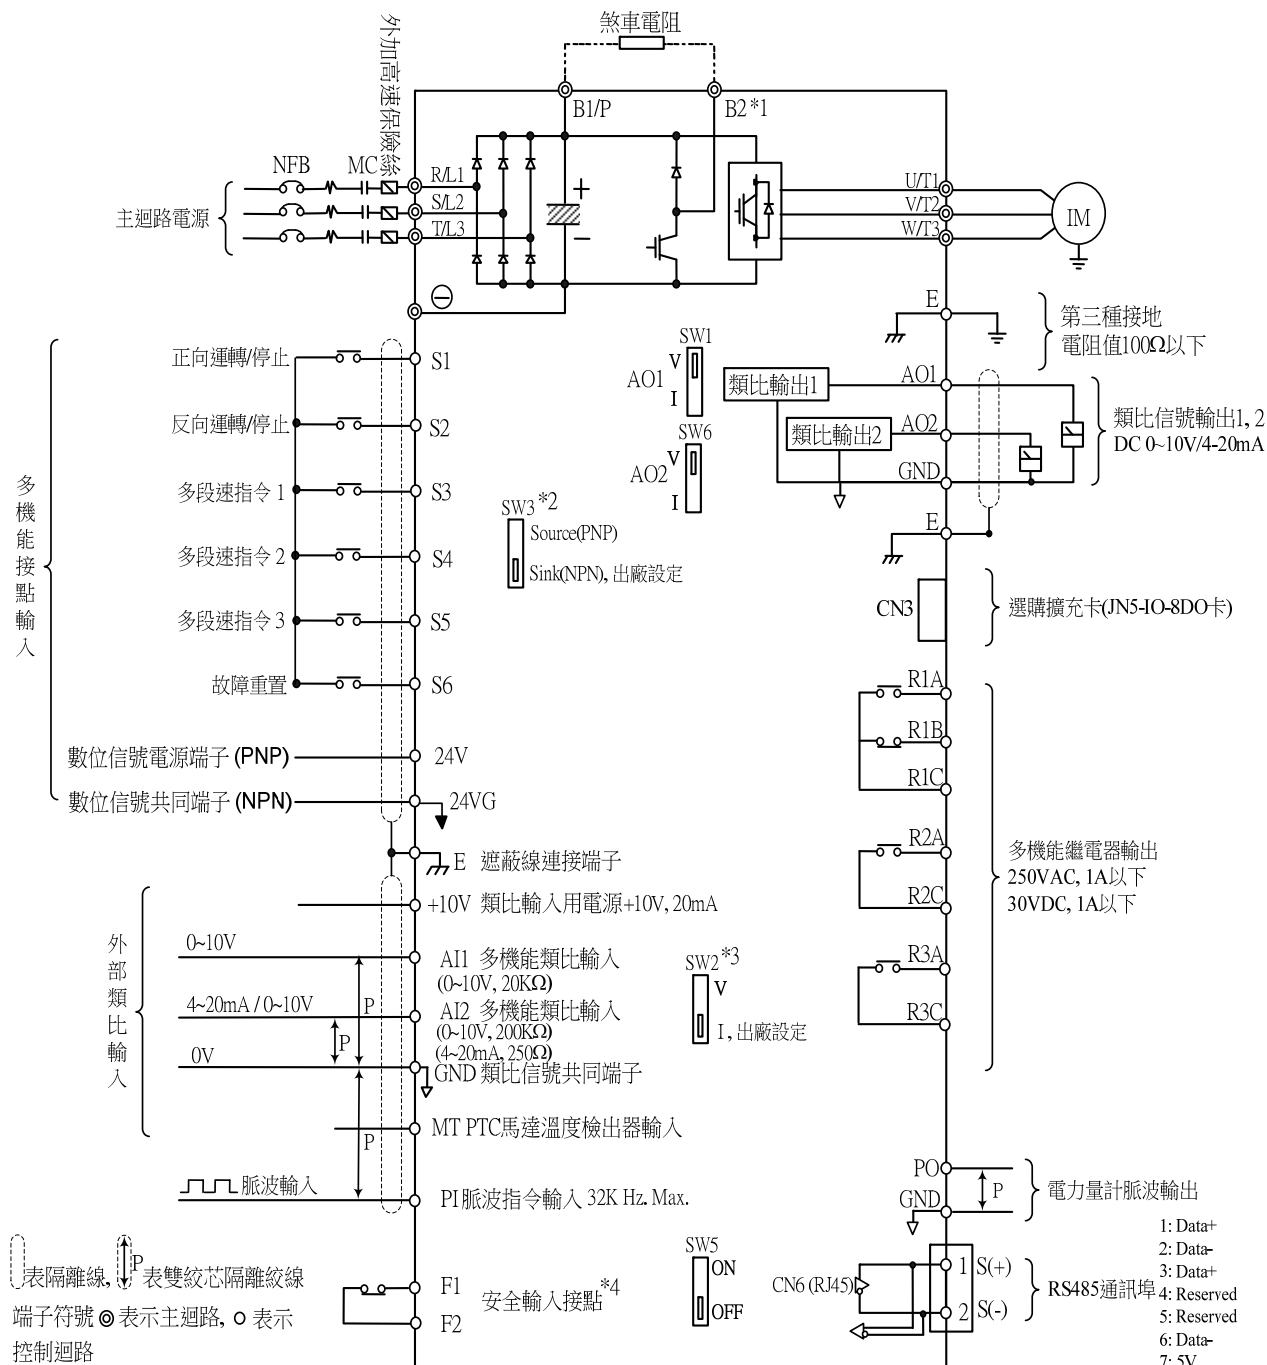 煞車電阻
外加高速保險絲
B1/P
B2 *1
NFB
MC
主迴路電源
R/L1
S/L2
T/L3
+
−
U/T1
V/T2
W/T3
IM
⊖
E
第三種接地
電阻值100Ω以下
多機能接點輸入
正向運轉/停止
S1
反向運轉/停止
S2
多段速指令 1
S3
多段速指令 2
S4
多段速指令 3
S5
故障重置
S6
數位信號電源端子 (PNP)
24V
數位信號共同端子 (NPN)
24VG
E 遮蔽線連接端子
SW1
V
AO1
I
SW6
V
AO2
I
SW3 *2
Source(PNP)
Sink(NPN), 出廠設定
類比輸出1
AO1
類比輸出2
AO2
GND
類比信號輸出1, 2
DC 0~10V/4-20mA
E
CN3
選購擴充卡(JN5-IO-8DO卡)
R1A
R1B
R1C
R2A
R2C
R3A
R3C
多機能繼電器輸出
250VAC, 1A以下
30VDC, 1A以下
外部類比輸入
+10V 類比輸入用電源+10V, 20mA
0~10V
AI1 多機能類比輸入
(0~10V, 20KΩ)
4~20mA / 0~10V
P
AI2 多機能類比輸入
(0~10V, 200KΩ)
(4~20mA, 250Ω)
P
0V
GND 類比信號共同端子
SW2 *3
V
I , 出廠設定
MT PTC馬達溫度檢出器輸入
P
脈波輸入
PI 脈波指令輸入 32K Hz. Max.
PO
P
GND
電力量計脈波輸出
表隔離線, P 表雙絞芯隔離絞線
端子符號 ◎ 表示主迴路, ○ 表示
控制迴路
F1
F2
安全輸入接點 *4
SW5
ON
OFF
CN6 (RJ45)
1 S(+)
2 S(-)
RS485通訊埠
1: Data+
2: Data-
3: Data+
4: Reserved
5: Reserved
6: Data-
7: 5V